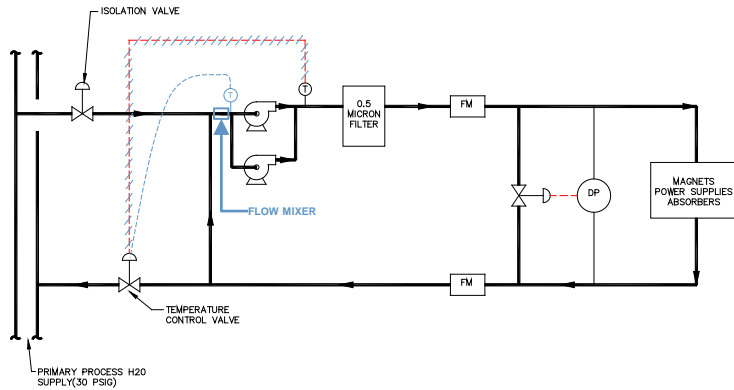 ISOLATION VALVE
T
T
0.5
MICRON
FILTER
FM
FLOW MIXER
DP
MAGNETS
POWER SUPPLIES
ABSORBERS
FM
TEMPERATURE
CONTROL VALVE
PRIMARY PROCESS H20
SUPPLY(30 PSIG)